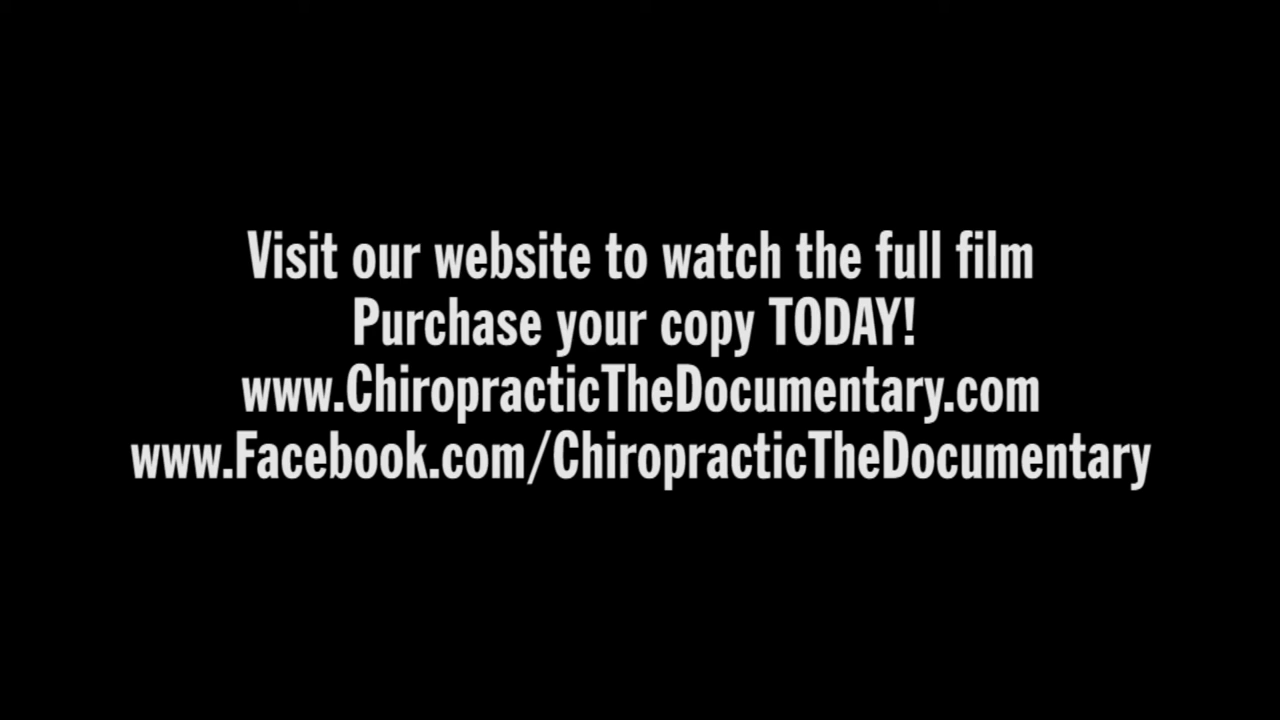 Visit our website to watch the full film
Purchase your copy TODAY!
www.ChiropracticTheDocumentary.com
www.Facebook.com/ChiropracticTheDocumentary